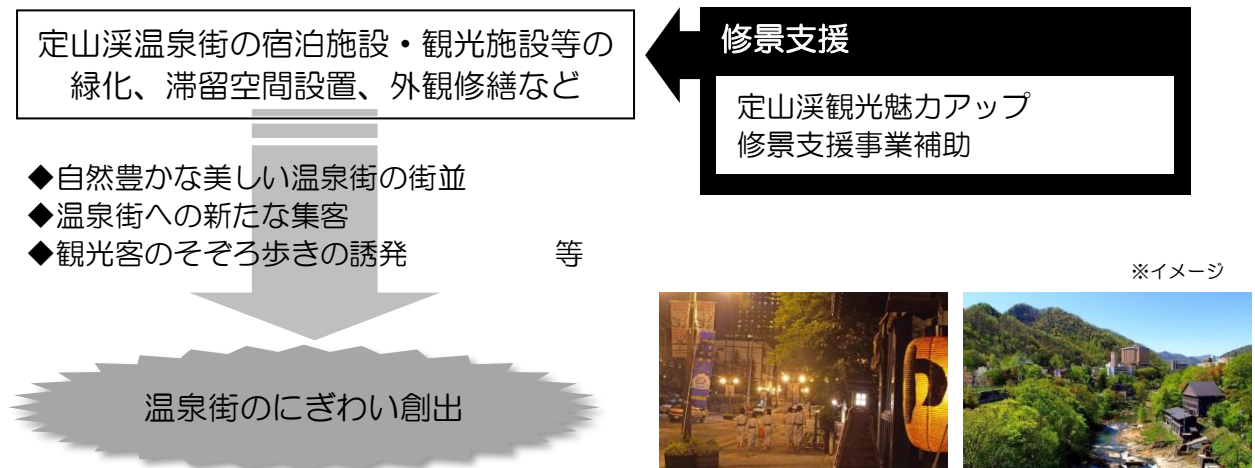 定山渓温泉街の宿泊施設・観光施設等の
緑化、滞留空間設置、外観修繕など
修景支援
定山渓観光魅力アップ
修景支援事業補助
◆自然豊かな美しい温泉街の街並
◆温泉街への新たな集客
◆観光客のそぞろ歩きの誘発 等
※イメージ
温泉街のにぎわい創出